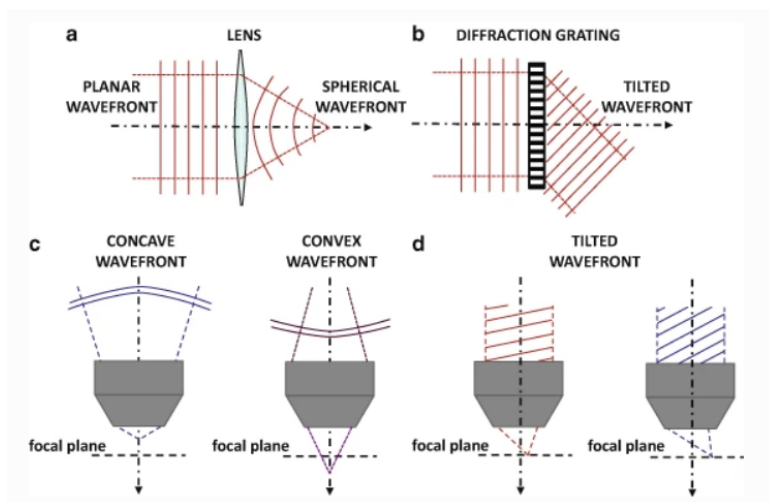 a
LENS
PLANAR
WAVEFRONT
SPHERICAL
WAVEFRONT
b
DIFFRACTION GRATING
TILTED
WAVEFRONT
c
CONCAVE
WAVEFRONT
CONVEX
WAVEFRONT
d
TILTED
WAVEFRONT
focal plane
focal plane
focal plane
focal plane